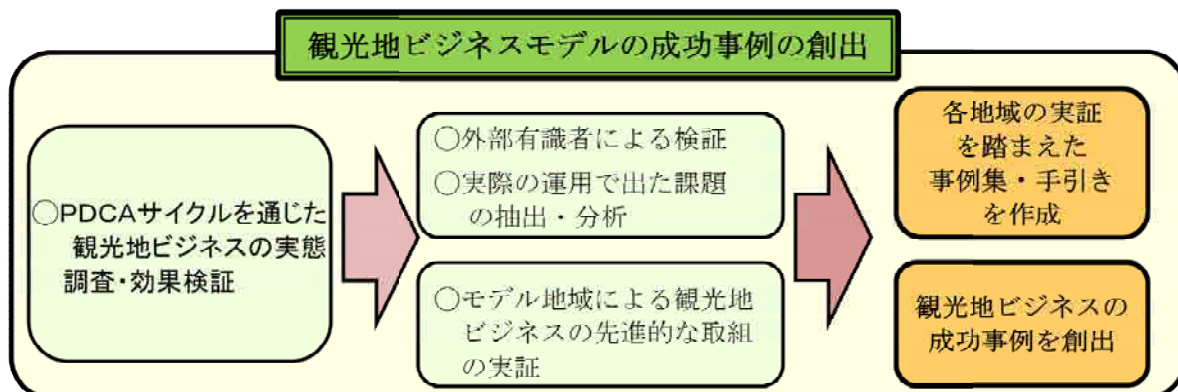 観光地ビジネスモデルの成功事例の創出
○PDCAサイクルを通じた
観光地ビジネスの実態
調査・効果検証
○外部有識者による検証
○実際の運用で出た課題
の抽出・分析
○モデル地域による観光地
ビジネスの先進的な取組
の実証
各地域の実証
を踏まえた
事例集・手引き
を作成
観光地ビジネスの
成功事例を創出